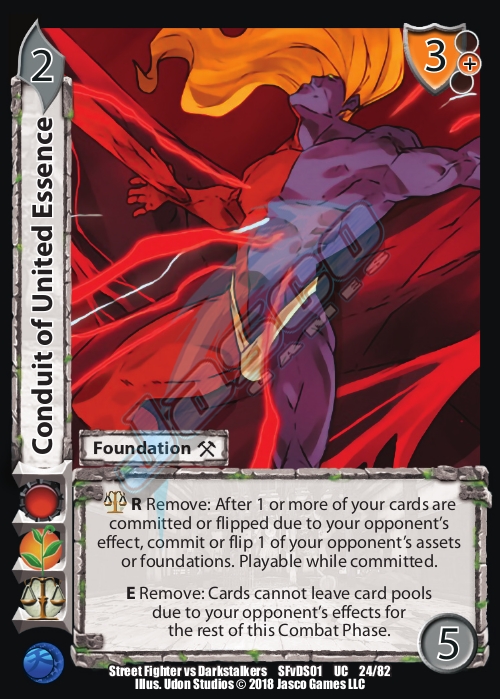 2
3
+
Conduit of United Essence
JASCO
GAMES
Foundation
R Remove: After 1 or more of your cards are
committed or flipped due to your opponent's
effect, commit or flip 1 of your opponent's assets
or foundations. Playable while committed.
E Remove: Cards cannot leave card pools
due to your opponent's effects for
the rest of this Combat Phase.
5
Street Fighter vs Darkstalkers SFvDS01 UC 24/82
Illus. Udon Studios © 2018 Jasco Games LLC